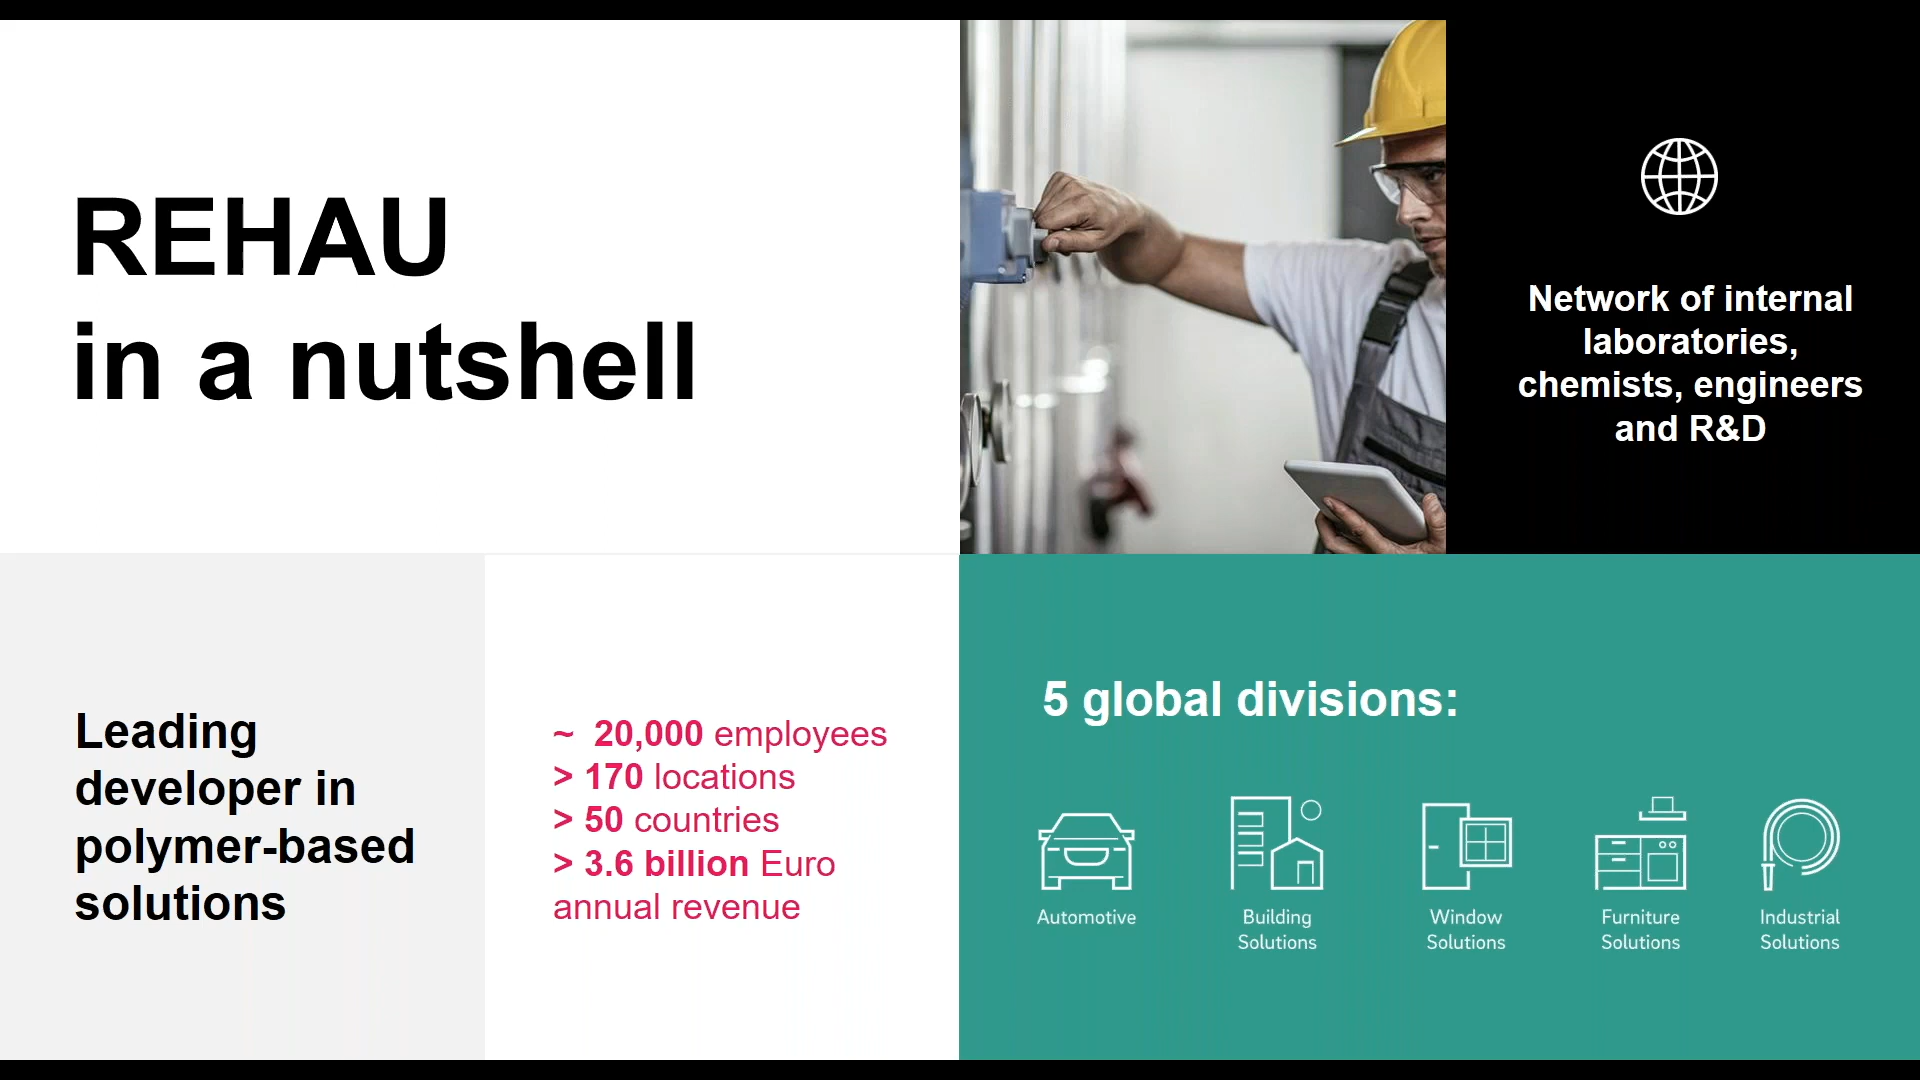 REHAU
in a nutshell
Network of internal
laboratories,
chemists, engineers
and R&D
Leading
developer in
polymer-based
solutions
~ 20,000 employees
> 170 locations
> 50 countries
> 3.6 billion Euro
annual revenue
5 global divisions:
Automotive
Building
Solutions
Window
Solutions
Furniture
Solutions
Industrial
Solutions